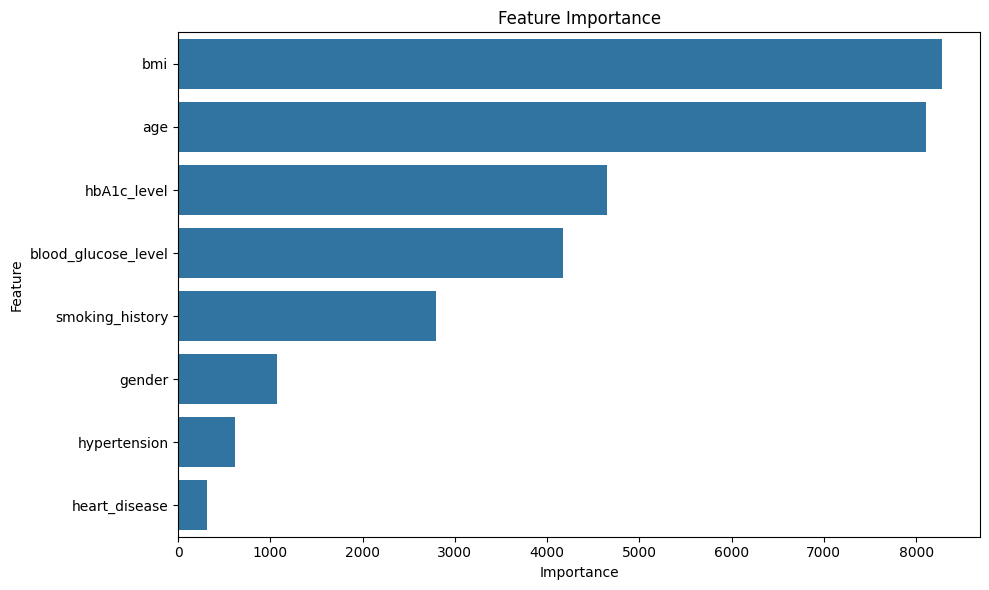 Feature Importance
Feature
bmi
age
hbA1c_level
blood_glucose_level
smoking_history
gender
hypertension
heart_disease
0 1000 2000 3000 4000 5000 6000 7000 8000
Importance